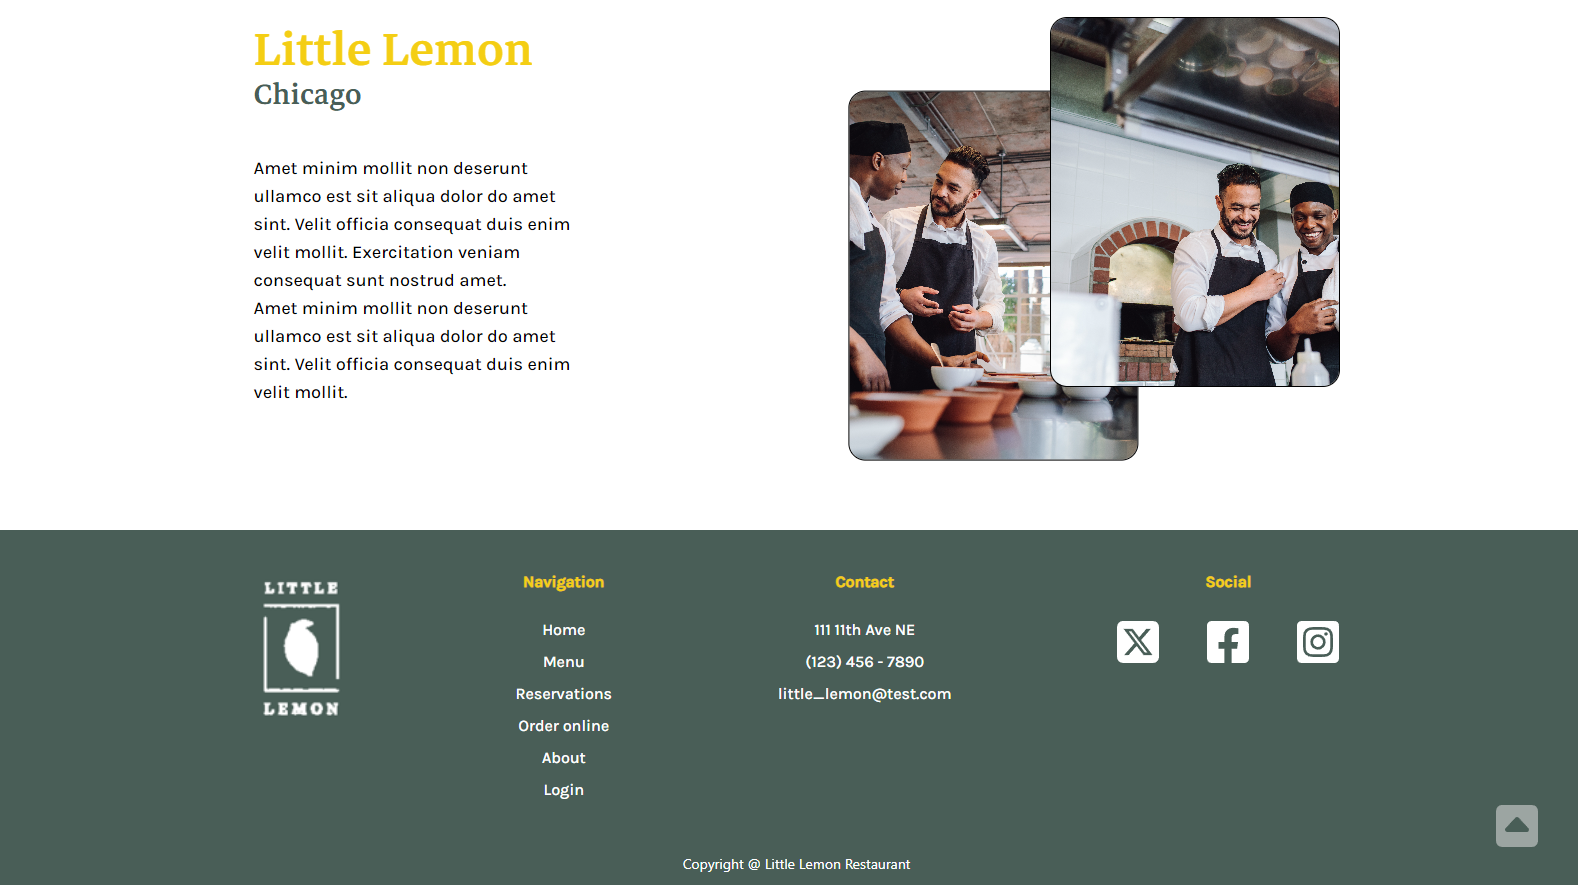 Little Lemon
Chicago
Amet minim mollit non deserunt
ullamco est sit aliqua dolor do amet
sint. Velit officia consequat duis enim
velit mollit. Exercitation veniam
consequat sunt nostrud amet.
Amet minim mollit non deserunt
ullamco est sit aliqua dolor do amet
sint. Velit officia consequat duis enim
velit mollit.
LITTLE
LEMON
Navigation
Home
Menu
Reservations
Order online
About
Login
Contact
111 11th Ave NE
(123) 456 - 7890
little_lemon@test.com
Social
Copyright @ Little Lemon Restaurant